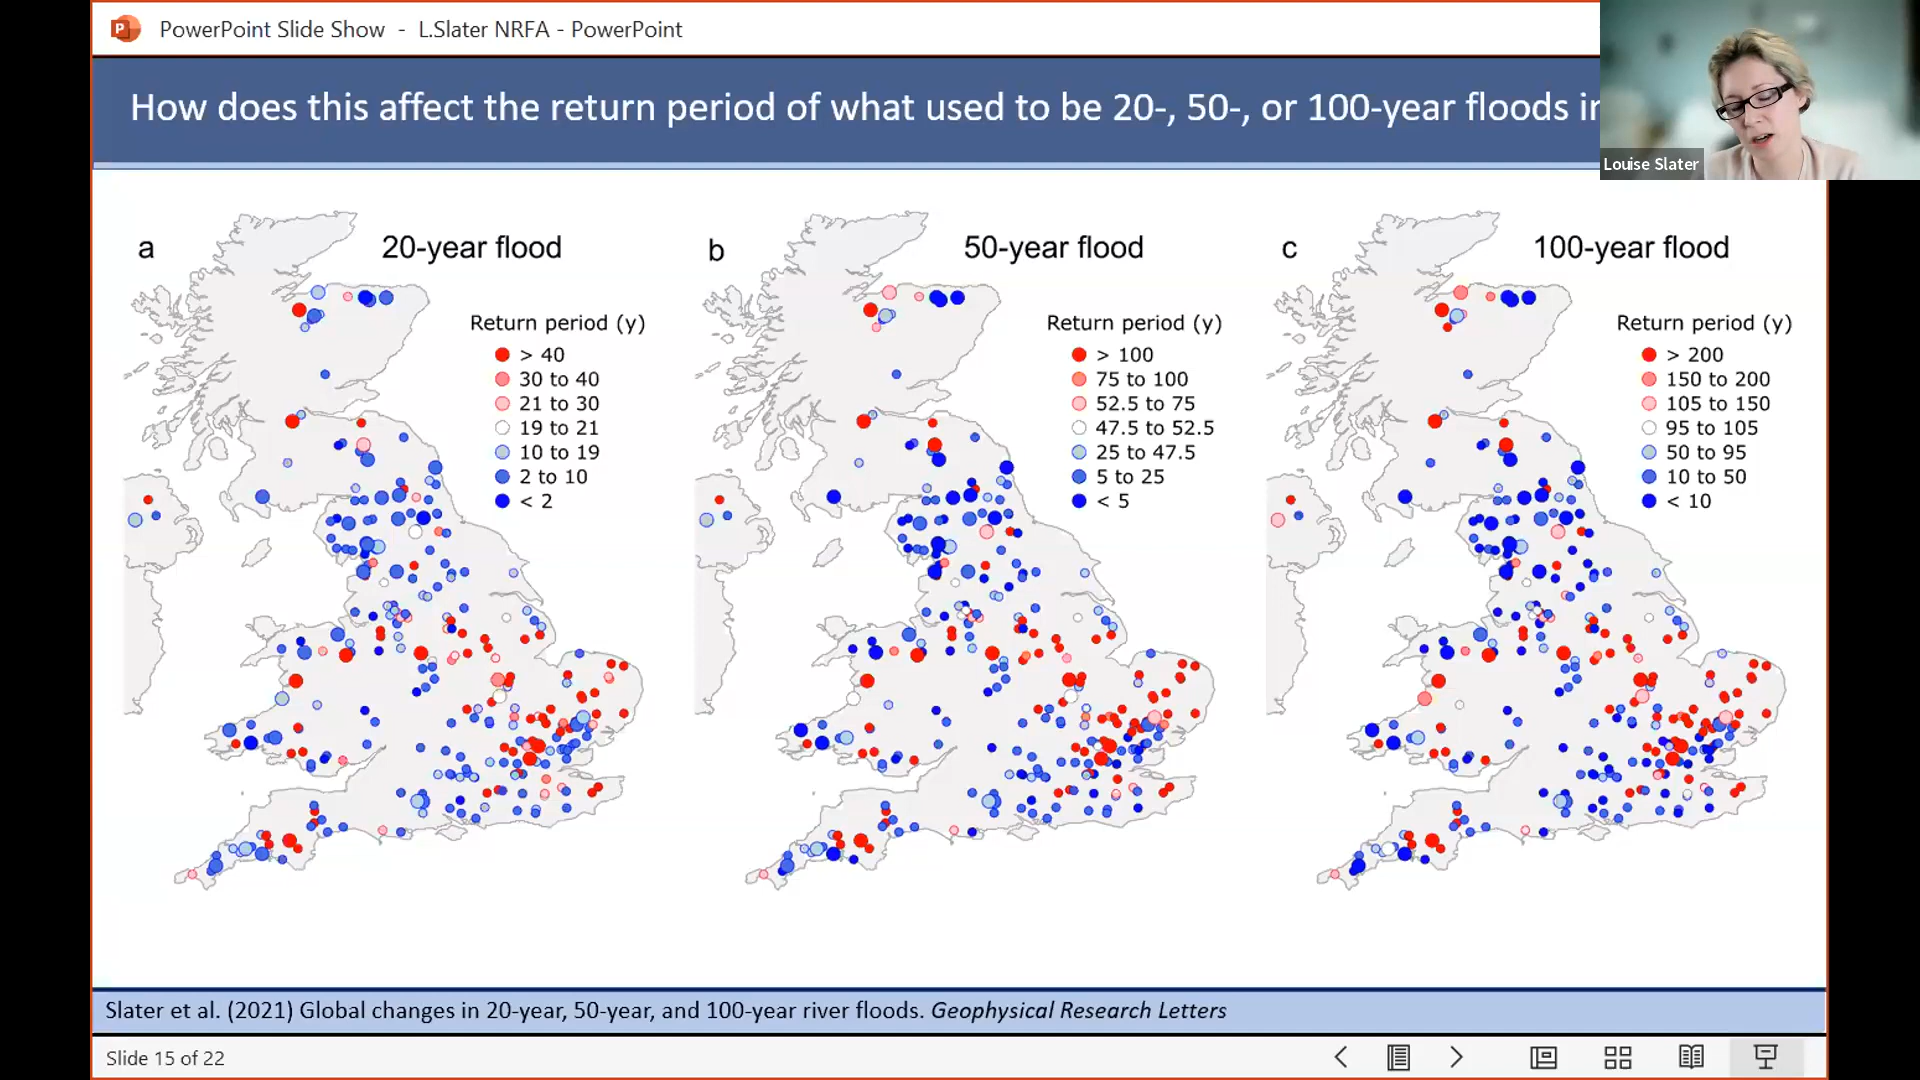 PowerPoint Slide Show - L.Slater NRFA - PowerPoint
How does this affect the return period of what used to be 20-, 50-, or 100-year floods
Louise Slater
a
20-year flood
Return period (y)
> 40
30 to 40
21 to 30
19 to 21
10 to 19
2 to 10
< 2
b
50-year flood
Return period (y)
> 100
75 to 100
52.5 to 75
47.5 to 52.5
25 to 47.5
5 to 25
< 5
c
100-year flood
Return period (y)
> 200
150 to 200
105 to 150
95 to 105
50 to 95
10 to 50
< 10
Slater et al. (2021) Global changes in 20-year, 50-year, and 100-year river floods. Geophysical Research Letters
Slide 15 of 22